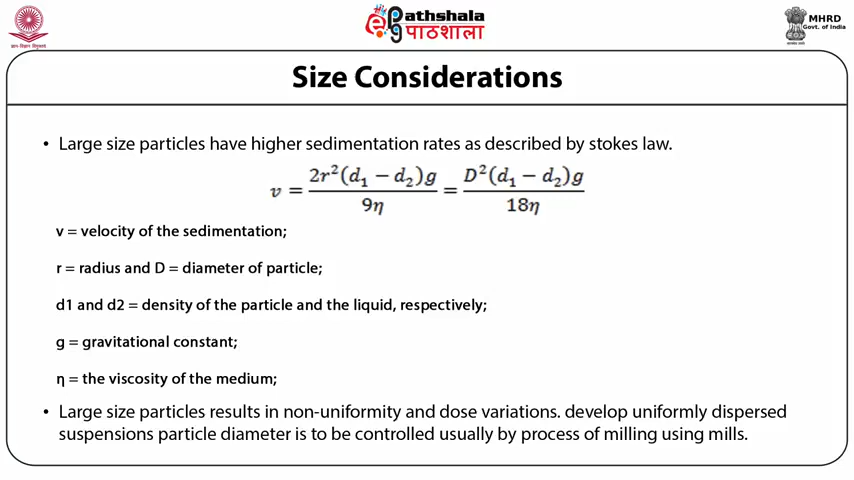 e Pathshala
पाठशाला
MHRD
Govt. of India
Size Considerations
• Large size particles have higher sedimentation rates as described by stokes law.
v = 2r²(d₁ − d₂)g / 9η = D²(d₁ − d₂)g / 18η
v = velocity of the sedimentation;
r = radius and D = diameter of particle;
d1 and d2 = density of the particle and the liquid, respectively;
g = gravitational constant;
η = the viscosity of the medium;
• Large size particles results in non-uniformity and dose variations. develop uniformly dispersed
suspensions particle diameter is to be controlled usually by process of milling using mills.